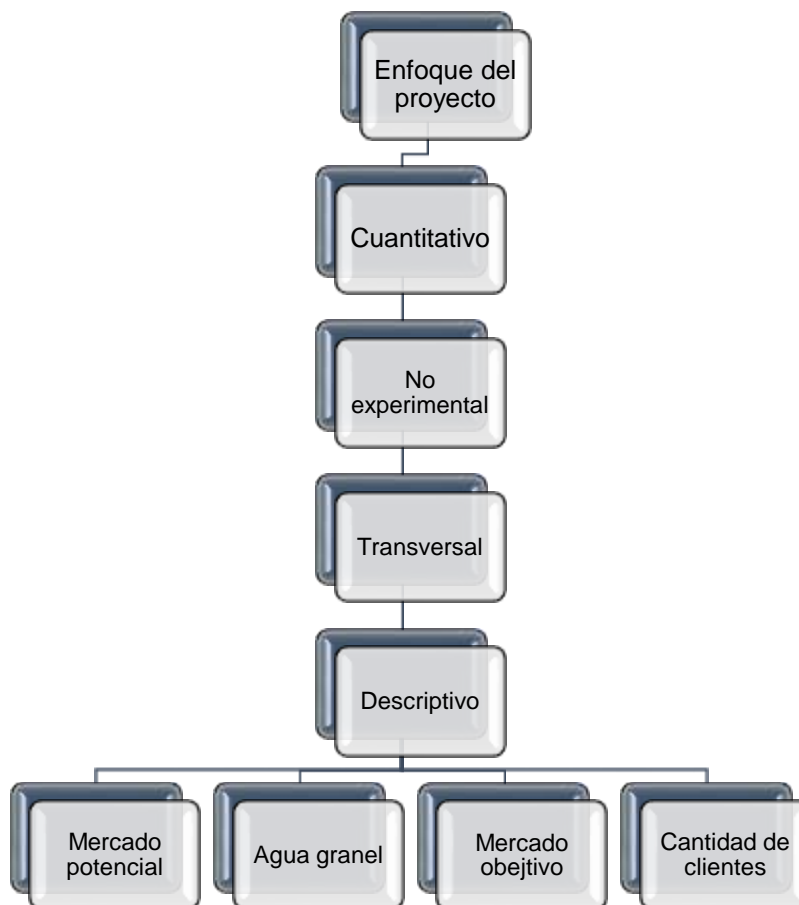 Enfoque del
proyecto
Cuantitativo
No
experimental
Transversal
Descriptivo
Mercado
potencial
Agua granel
Mercado
obejtivo
Cantidad de
clientes